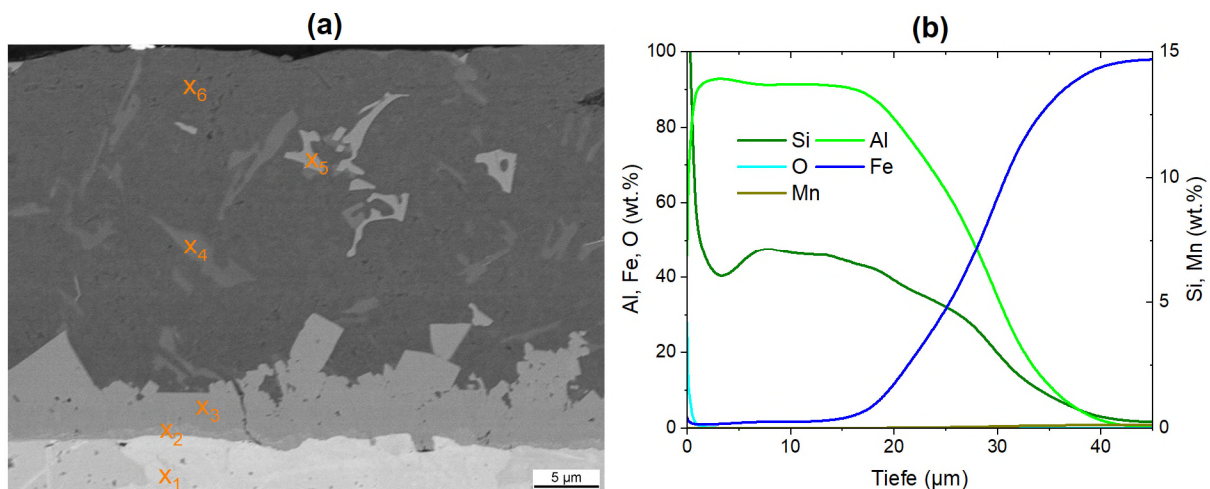 (a)
x₆
x₅
x₄
x₃
x₂
x₁
5 µm
(b)
Al, Fe, O (wt.%)
100
80
60
40
20
0
Si Al
O Fe
Mn
15
10
5
0
Si, Mn (wt.%)
0 10 20 30 40
Tiefe (µm)